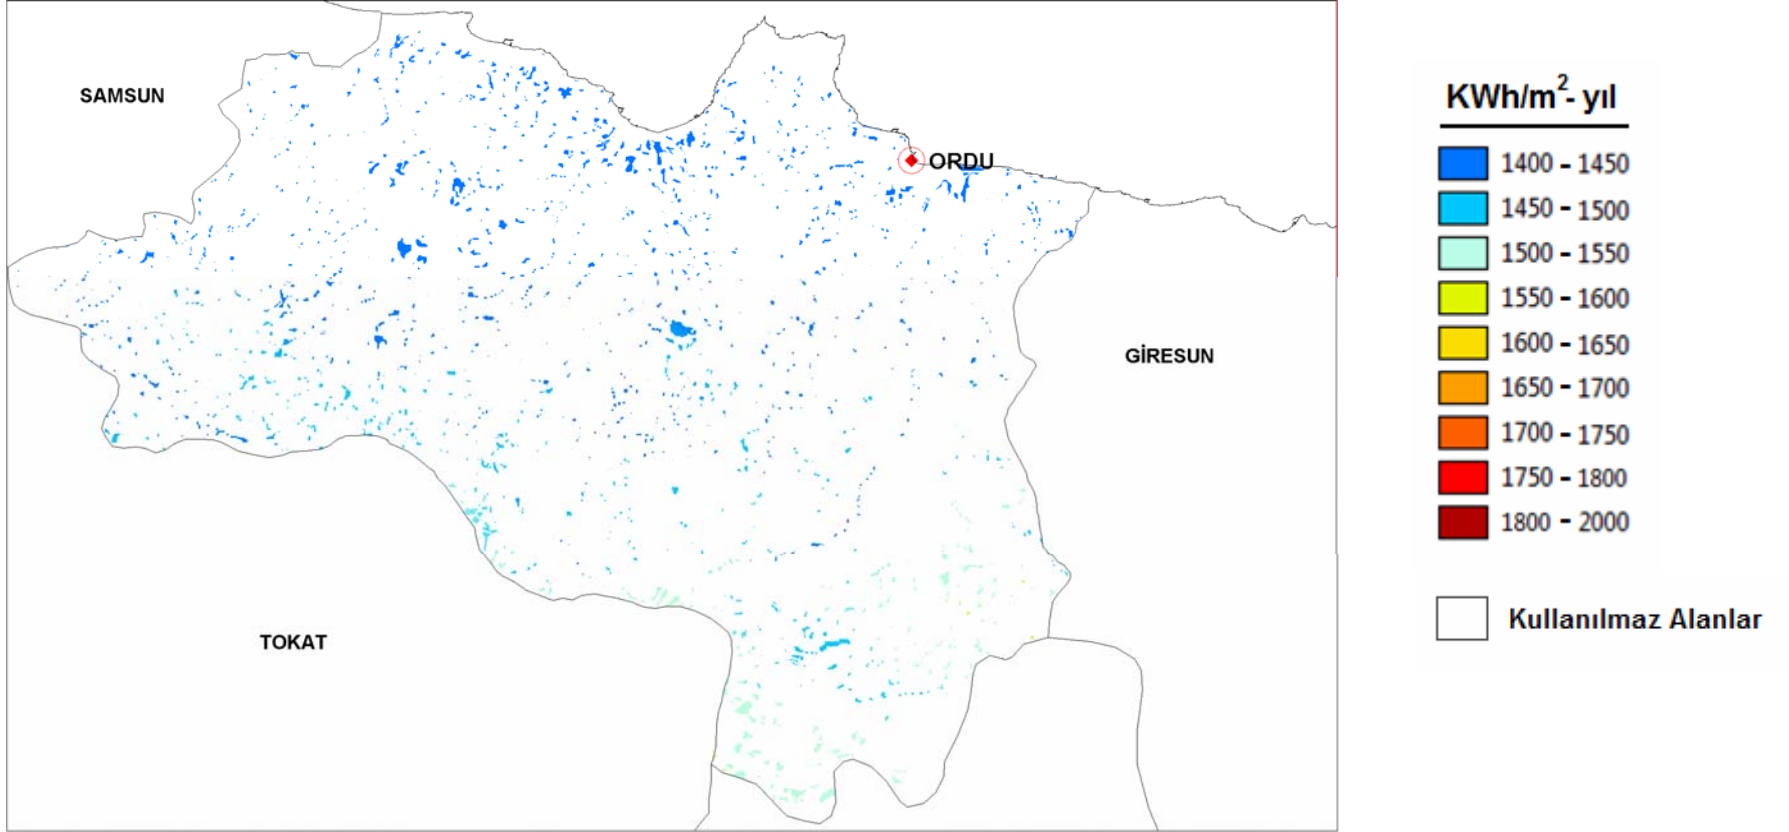 SAMSUN
ORDU
GİRESUN
TOKAT
KWh/m²- yıl
1400 - 1450
1450 - 1500
1500 - 1550
1550 - 1600
1600 - 1650
1650 - 1700
1700 - 1750
1750 - 1800
1800 - 2000
Kullanılmaz Alanlar